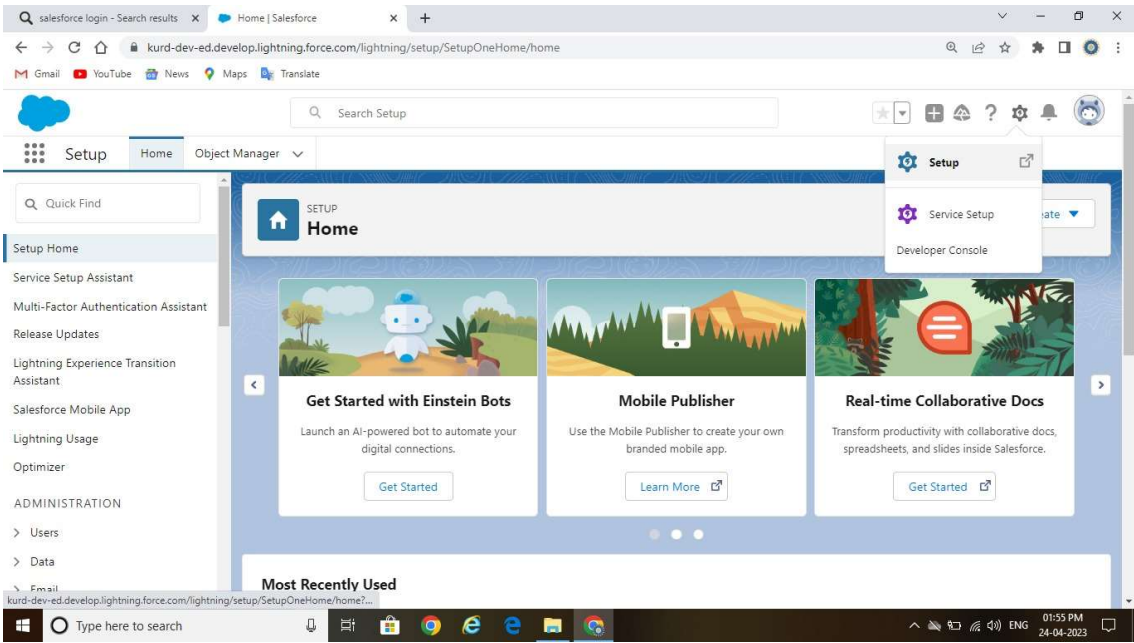 salesforce login - Search results
Home | Salesforce
kurd-dev-ed.develop.lightning.force.com/lightning/setup/SetupOneHome/home
Gmail YouTube News Maps Translate
Search Setup
Setup Home Object Manager
Setup
Service Setup
Developer Console
eate
Quick Find
Setup Home
Service Setup Assistant
Multi-Factor Authentication Assistant
Release Updates
Lightning Experience Transition
Assistant
Salesforce Mobile App
Lightning Usage
Optimizer
ADMINISTRATION
Users
Data
Email
SETUP
Home
Get Started with Einstein Bots
Launch an AI-powered bot to automate your
digital connections.
Get Started
Mobile Publisher
Use the Mobile Publisher to create your own
branded mobile app.
Learn More
Real-time Collaborative Docs
Transform productivity with collaborative docs,
spreadsheets, and slides inside Salesforce.
Get Started
Most Recently Used
kurd-dev-ed.develop.lightning.force.com/lightning/setup/SetupOneHome/home?...
Type here to search
ENG
01:55 PM
24-04-2023